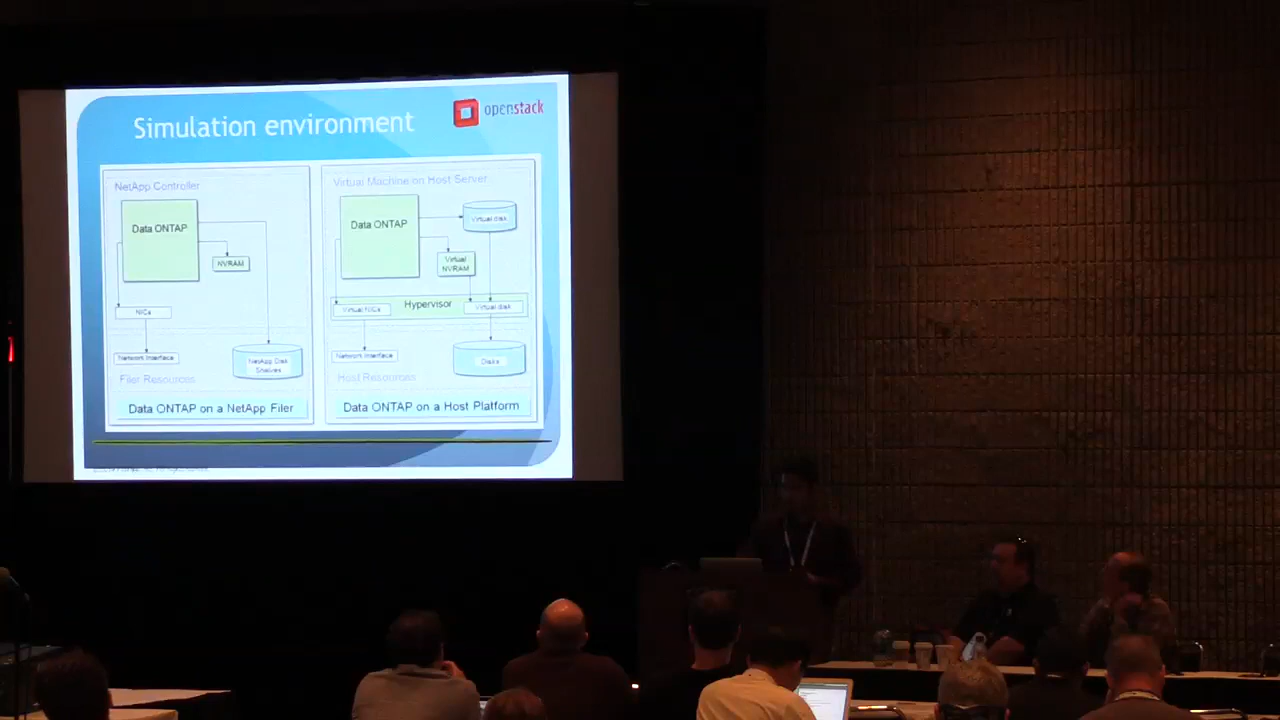 Simulation environment
openstack
NetApp Controller
Data ONTAP
NVRAM
NICs
Network Interface
NetApp Disk
Shelves
Filer Resources
Data ONTAP on a NetApp Filer
Virtual Machine on Host Server
Data ONTAP
Virtual disk
Virtual
NVRAM
Hypervisor
Virtual NICs
Virtual disk
Network Interface
Disks
Host Resources
Data ONTAP on a Host Platform